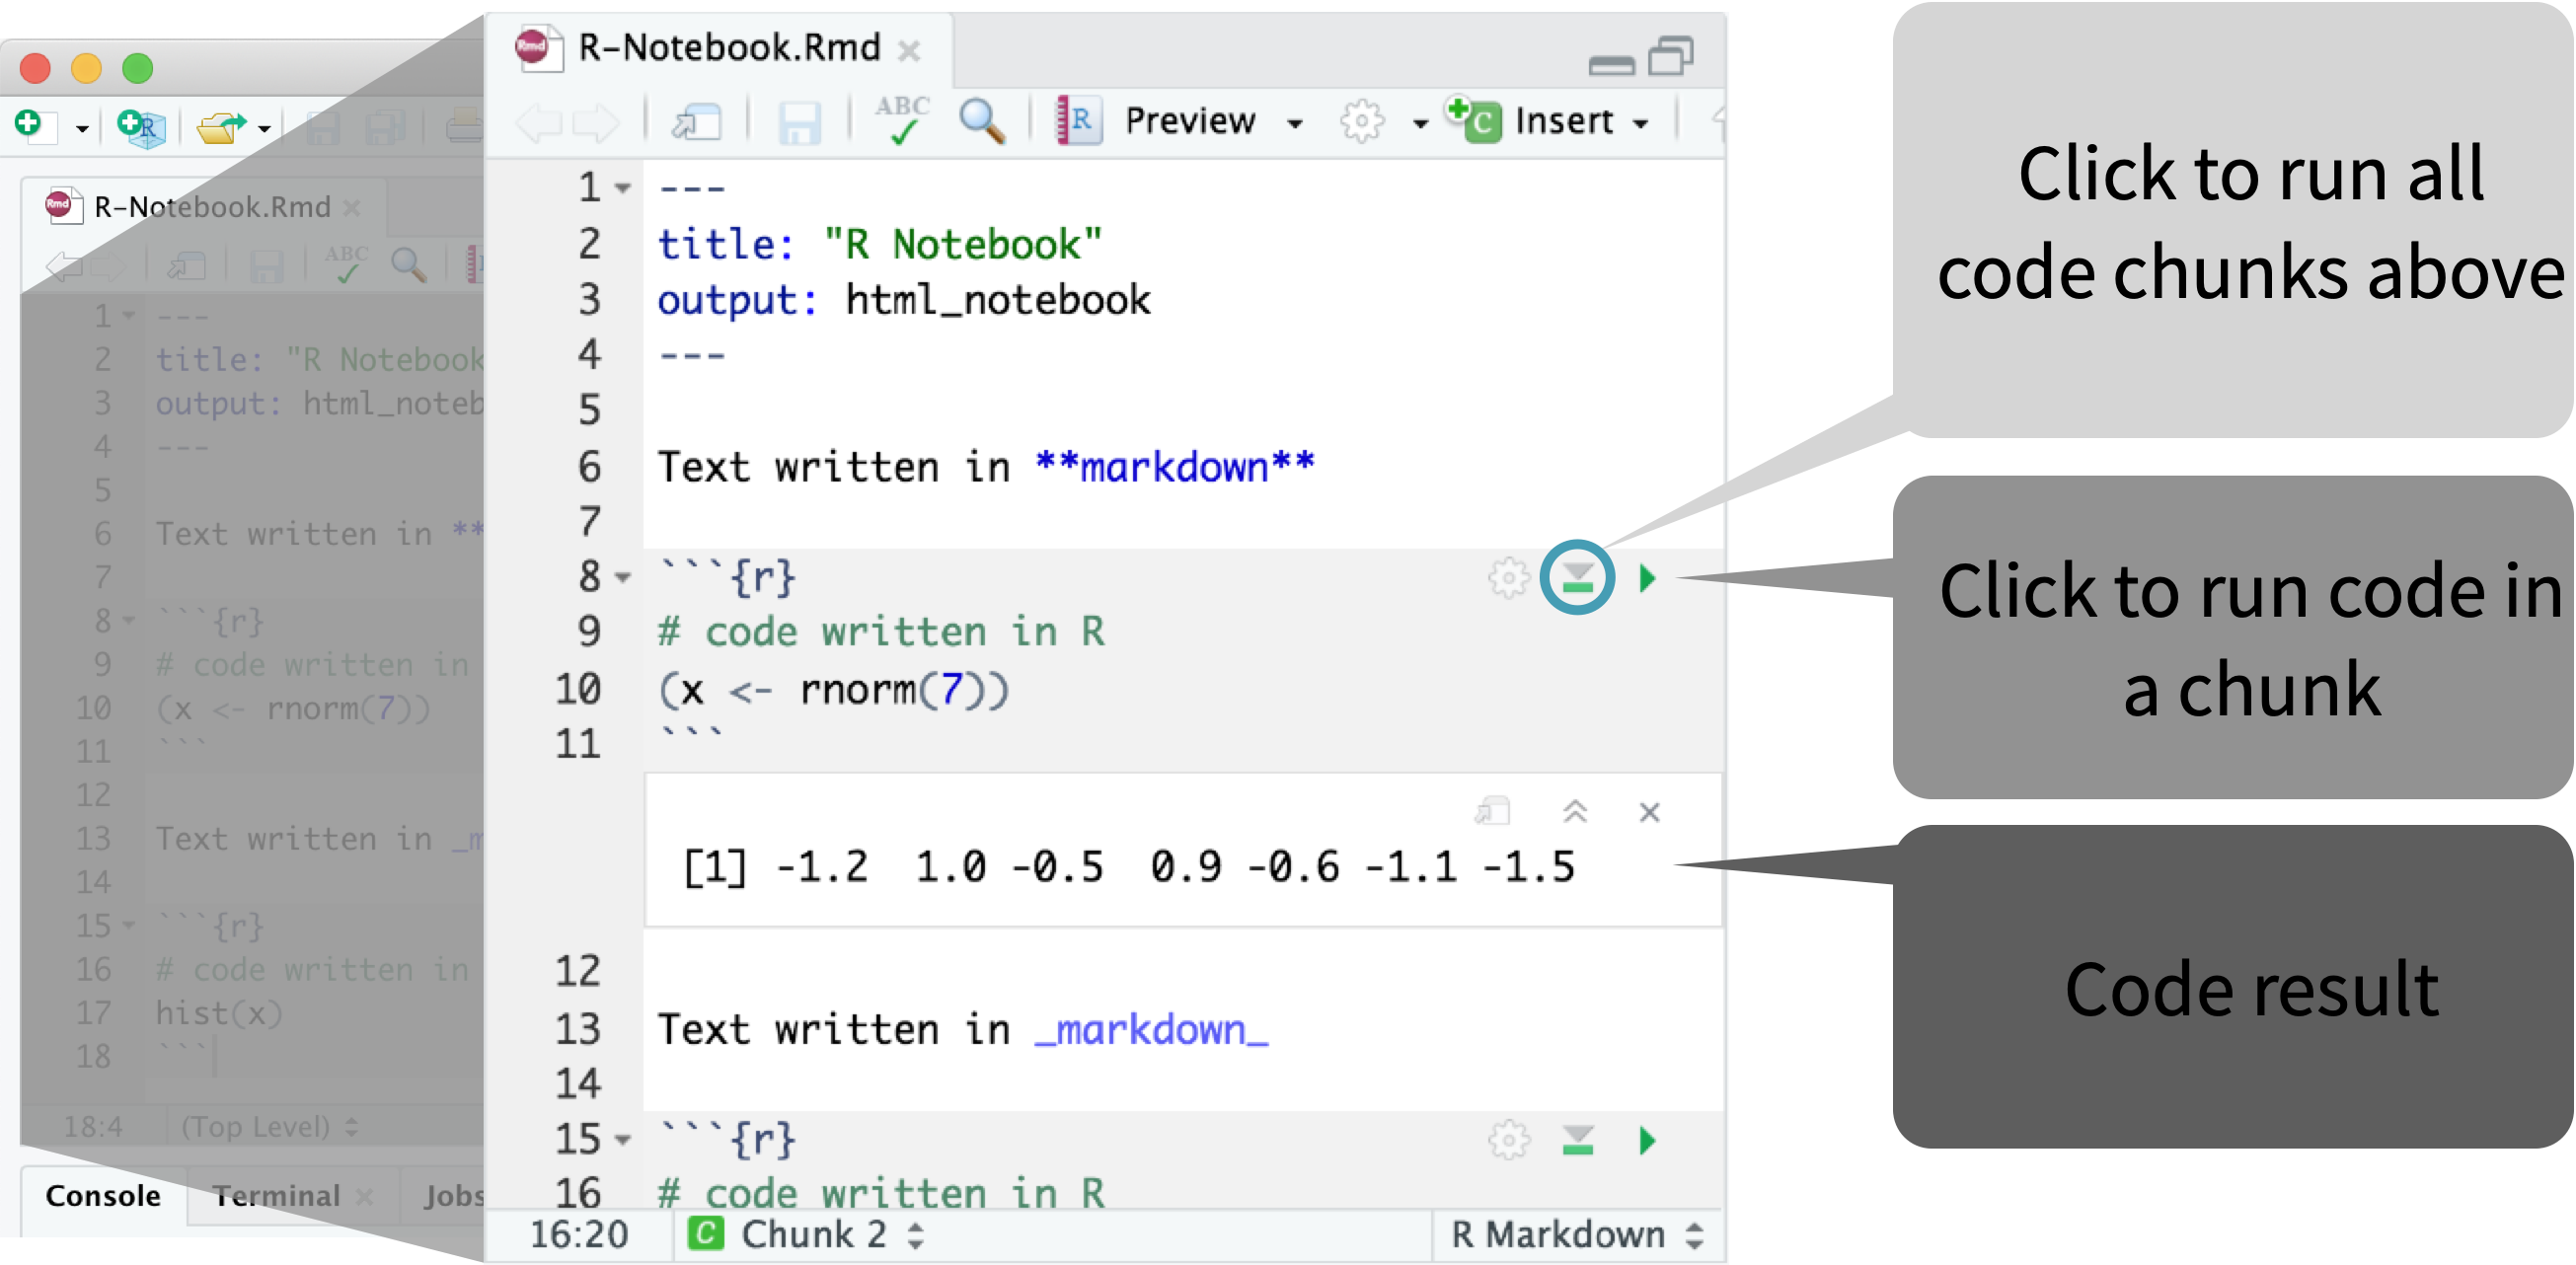 R-Notebook.Rmd
ABC
R
Preview
C
Insert
1 ---
2 title: "R Notebook"
3 output: html_notebook
4 ---
5
6 Text written in **markdown**
7
8 ```{r}
9 # code written in R
10 (x <- rnorm(7))
11 ```
[1] -1.2  1.0 -0.5  0.9 -0.6 -1.1 -1.5
12
13 Text written in _markdown_
14
15 ```{r}
16 # code written in R
16:20
C Chunk 2
R Markdown
Click to run all
code chunks above
Click to run code in
a chunk
Code result
R
Rmd
R-Notebook.Rmd
ABC
1 ---
2 title: "R Notebook
3 output: html_noteb
4 ---
5
6 Text written in **
7
8 ```{r}
9 # code written in
10 (x <- rnorm(7))
11 ```
12
13 Text written in _m
14
15 ```{r}
16 # code written in
17 hist(x)
18 ```
18:4
(Top Level)
Console
Terminal
Jobs
Rmd